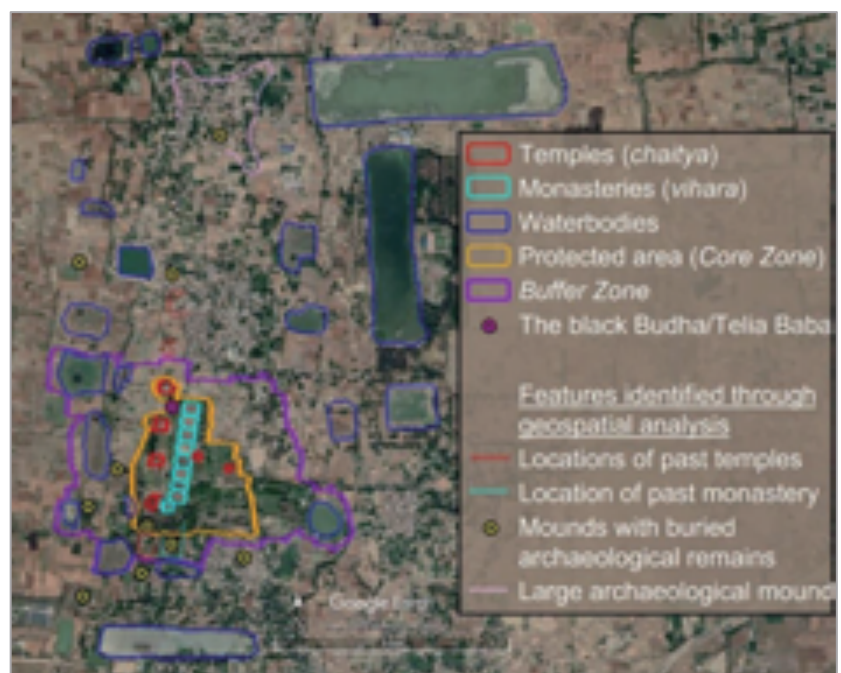 Temples (chaitya)
Monasteries (vihara)
Waterbodies
Protected area (Core Zone)
Buffer Zone
The black Budha/Telia Baba
Features identified through
geospatial analysis
Locations of past temples
Location of past monastery
Mounds with buried
archaeological remains
Large archaeological mound
Google Earth